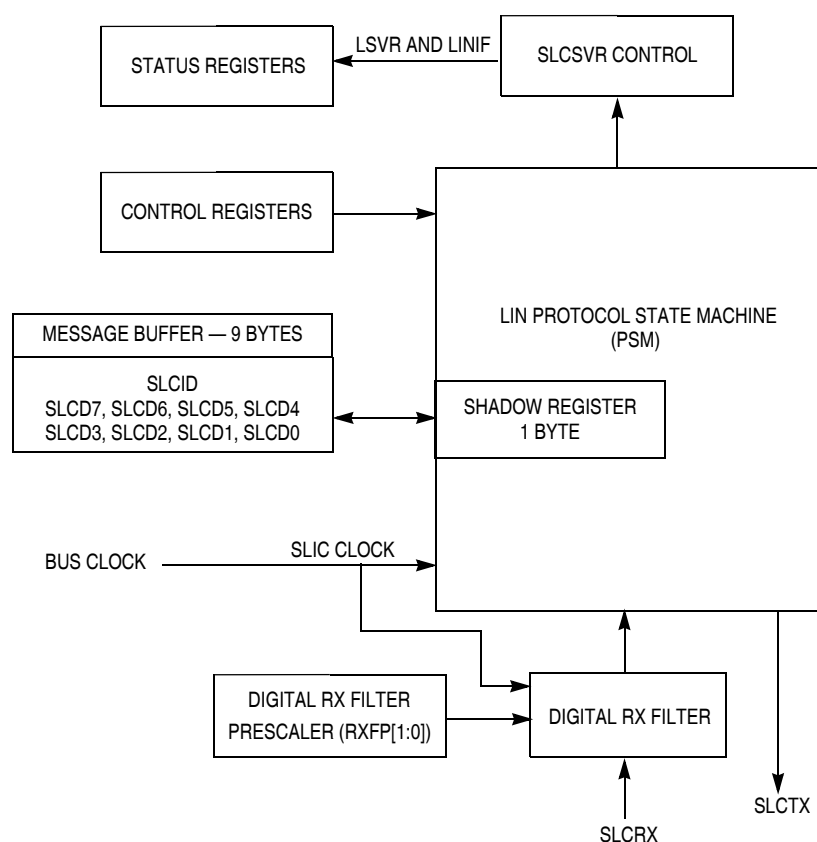 LSVR AND LINIF
STATUS REGISTERS
SLCSVR CONTROL
CONTROL REGISTERS
LIN PROTOCOL STATE MACHINE
(PSM)
MESSAGE BUFFER — 9 BYTES
SLCID
SLCD7, SLCD6, SLCD5, SLCD4
SLCD3, SLCD2, SLCD1, SLCD0
SHADOW REGISTER
1 BYTE
BUS CLOCK
SLIC CLOCK
DIGITAL RX FILTER
PRESCALER (RXFP[1:0])
DIGITAL RX FILTER
SLCTX
SLCRX